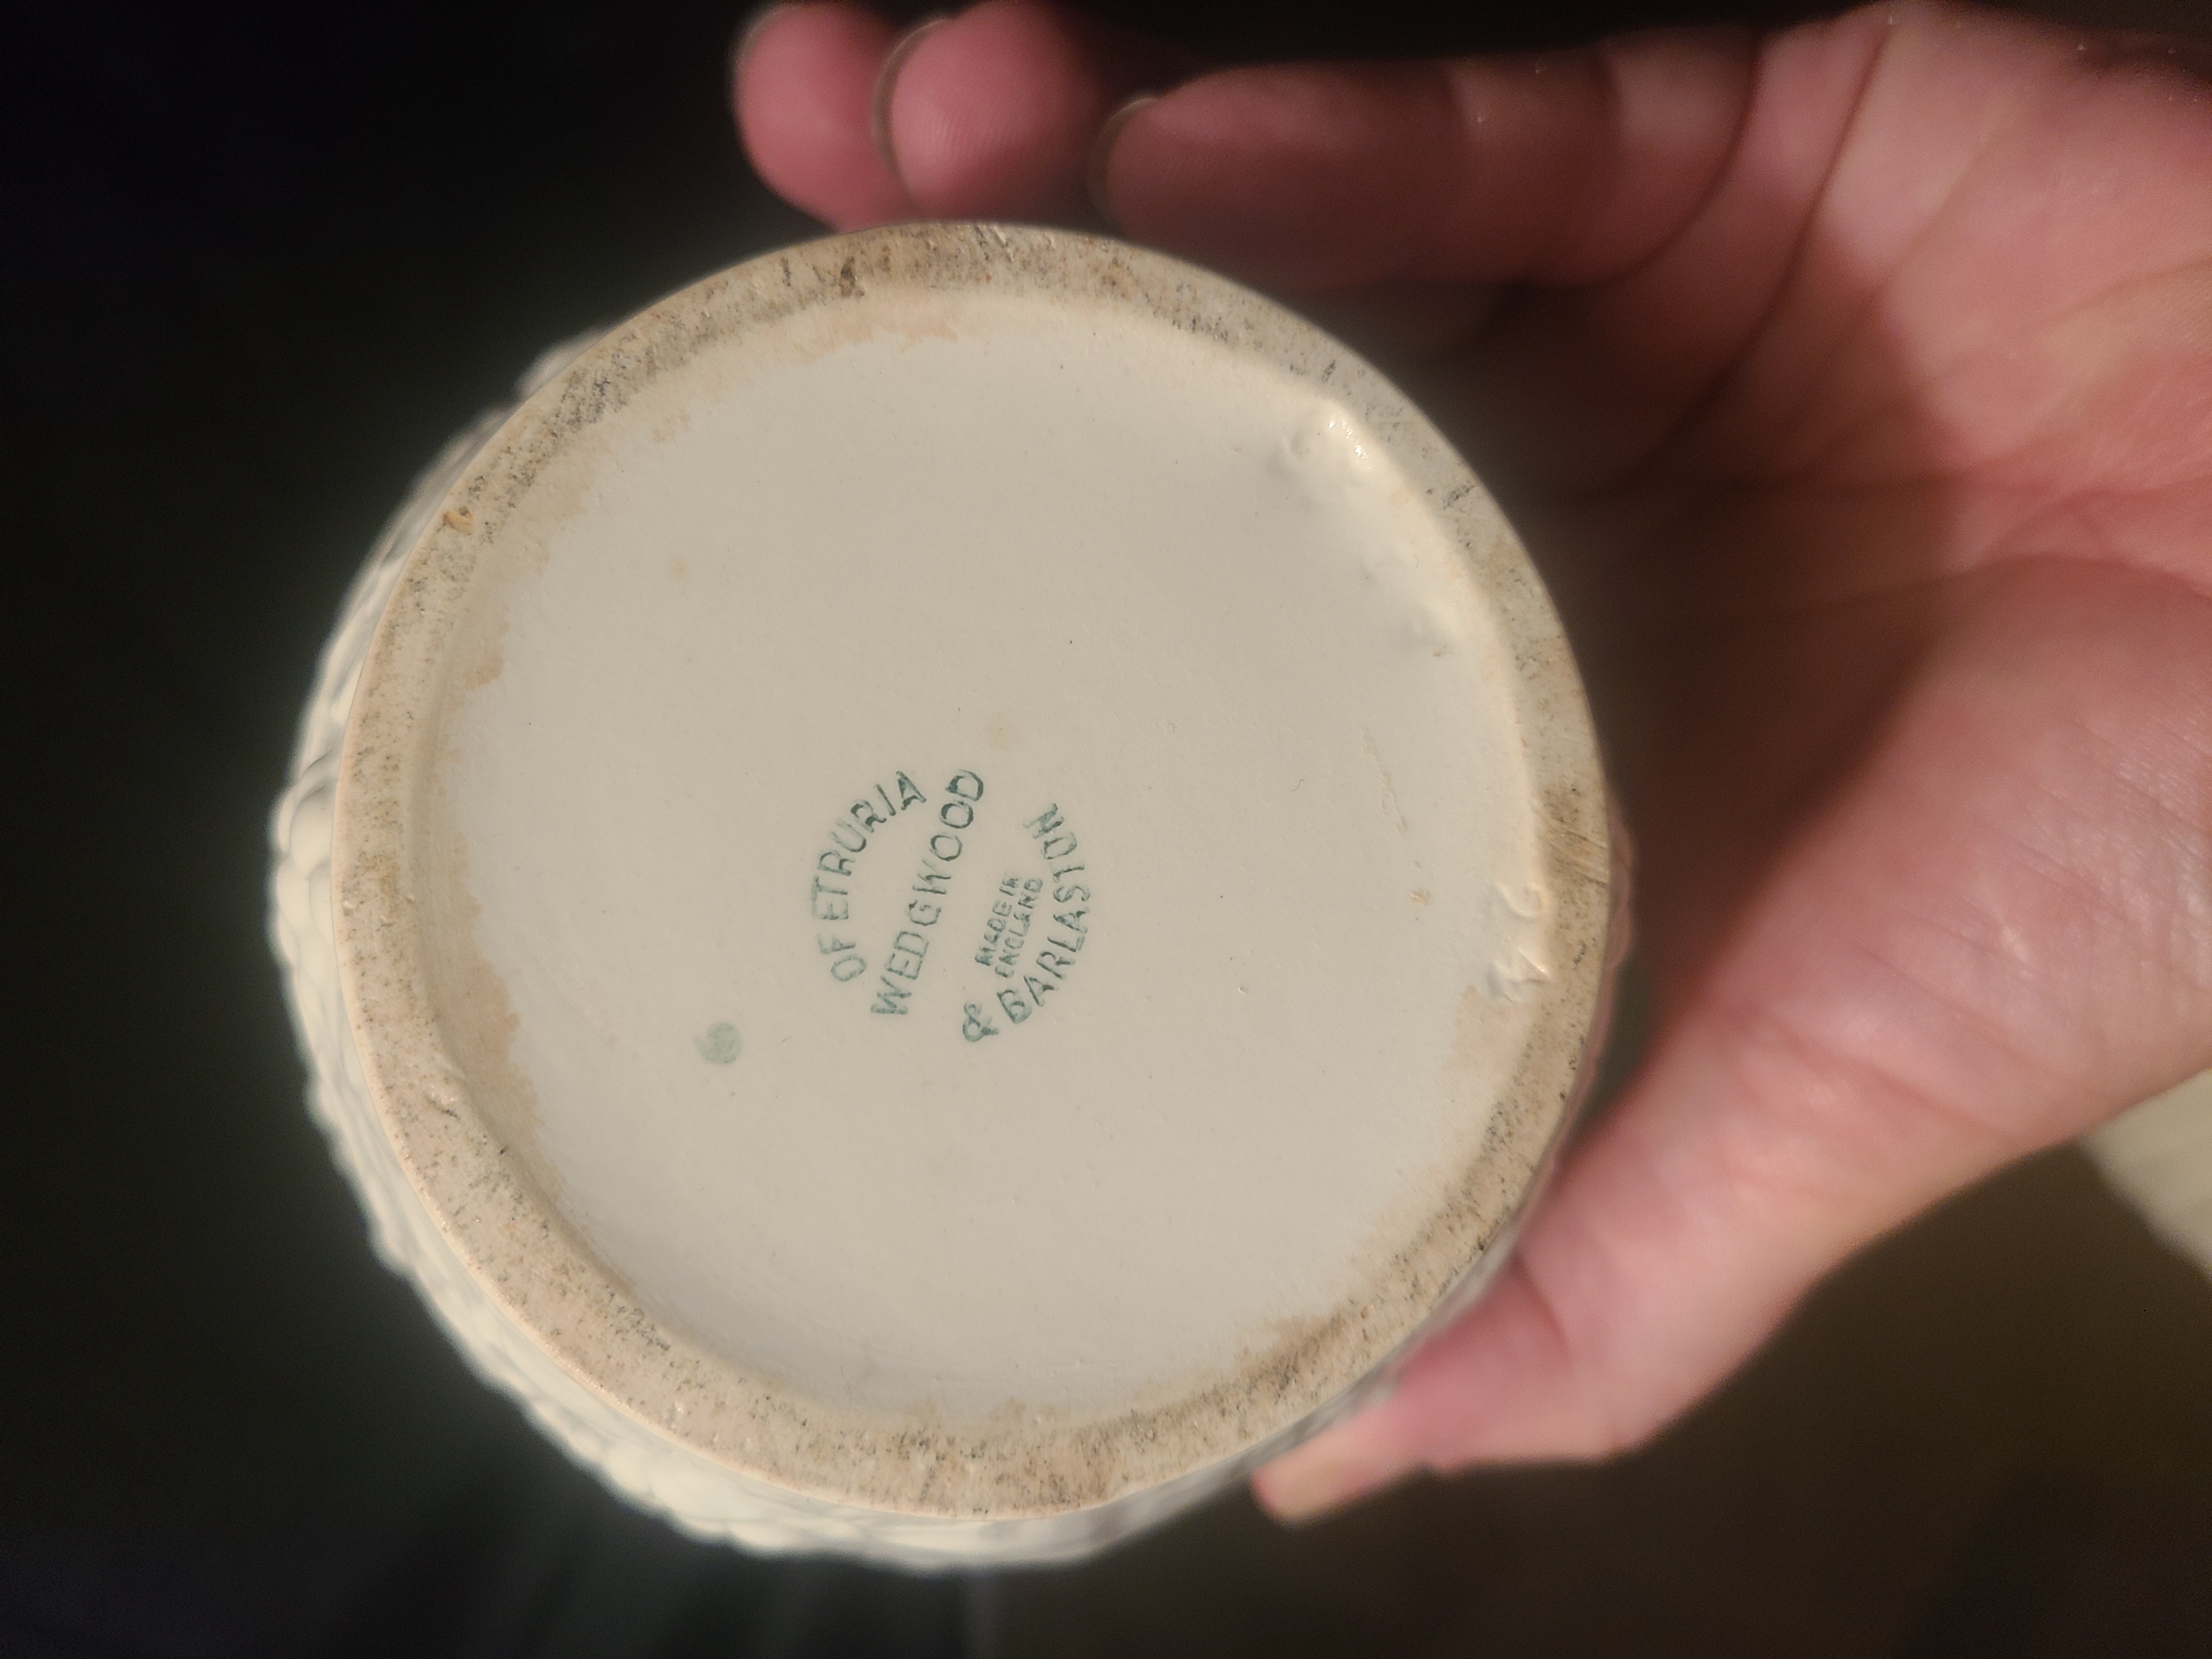 OF ETRURIA
WEDGWOOD
MADE IN
ENGLAND
& BARLASTON